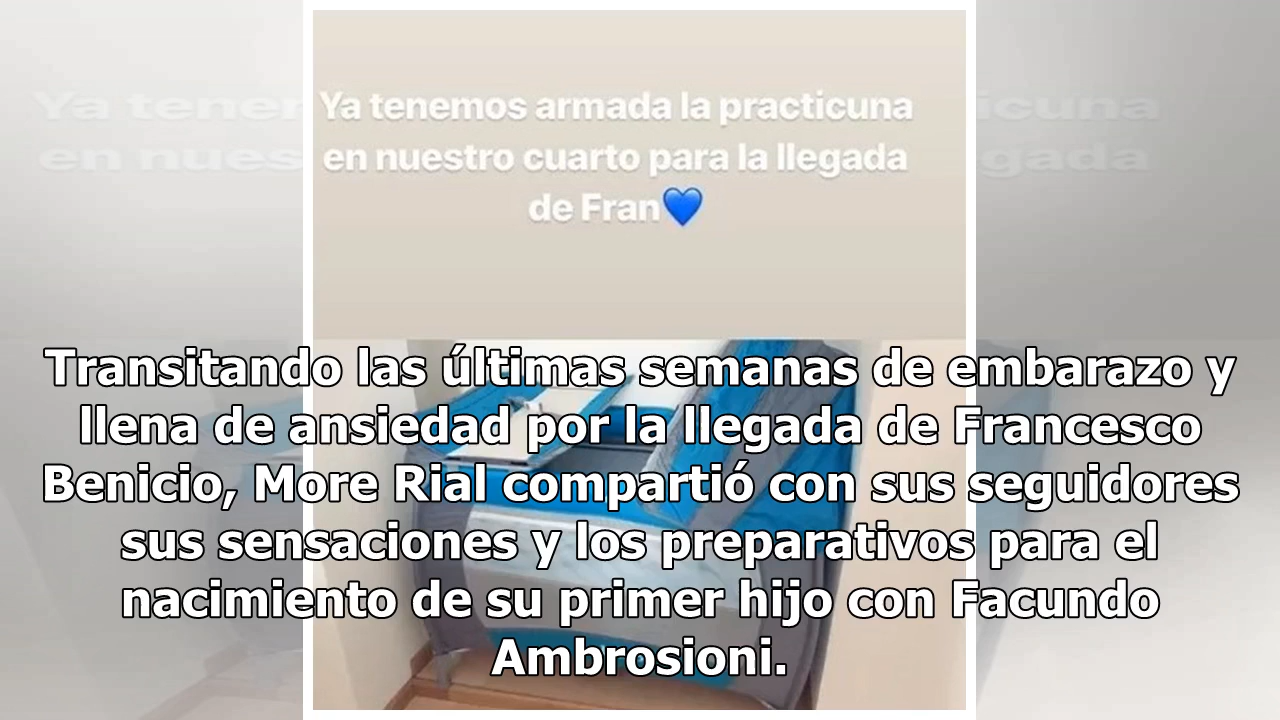 Ya tenemos armada la practicuna
en nuestro cuarto para la llegada
de Fran💙
Transitando las últimas semanas de embarazo y
llena de ansiedad por la llegada de Francesco
Benicio, More Rial compartió con sus seguidores
sus sensaciones y los preparativos para el
nacimiento de su primer hijo con Facundo
Ambrosioni.